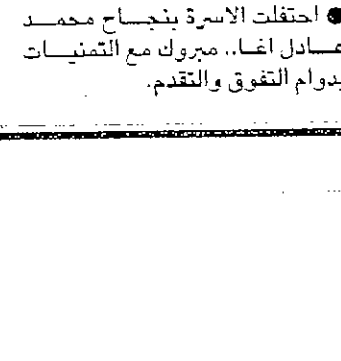 ● احتفلت الاسرة بنجاح محمد
عادل اغا.. مبروك مع التمنيات
بدوام التفوق والتقدم.